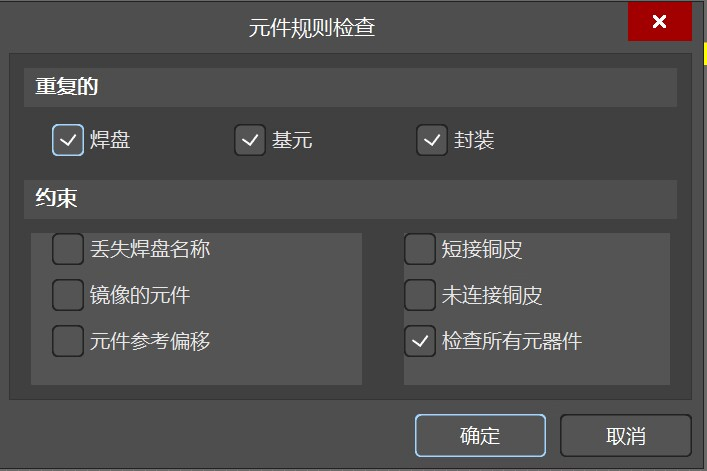 元件规则检查
重复的
焊盘 基元 封装
约束
丢失焊盘名称 短接铜皮
镜像的元件 未连接铜皮
元件参考偏移 检查所有元器件
确定 取消